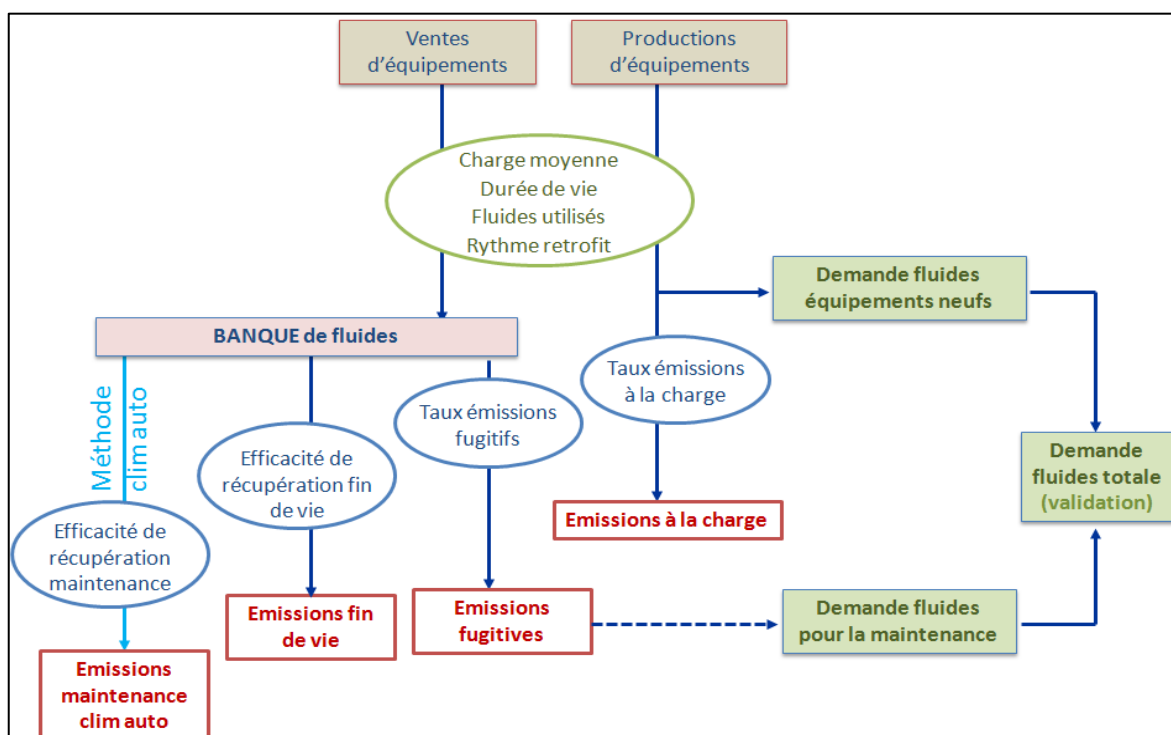 Ventes
d'équipements
Productions
d'équipements
Charge moyenne
Durée de vie
Fluides utilisés
Rythme retrofit
Demande fluides
équipements neufs
BANQUE de fluides
Taux émissions
à la charge
Méthode
clim auto
Taux émissions
fugitifs
Efficacité de
récupération fin
de vie
Demande
fluides totale
(validation)
Emissions à la charge
Efficacité de
récupération
maintenance
Emissions fin
de vie
Emissions
fugitives
Demande fluides
pour la maintenance
Emissions
maintenance
clim auto